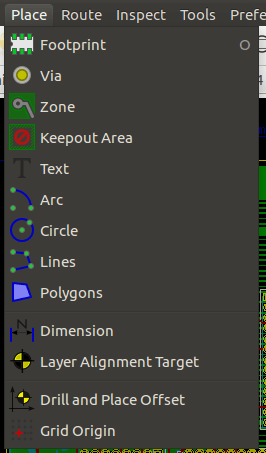 Place Route Inspect Tools Prefe
Footprint O
Via
Zone
Keepout Area
Text
Arc
Circle
Lines
Polygons
N Dimension
Layer Alignment Target
Drill and Place Offset
Grid Origin